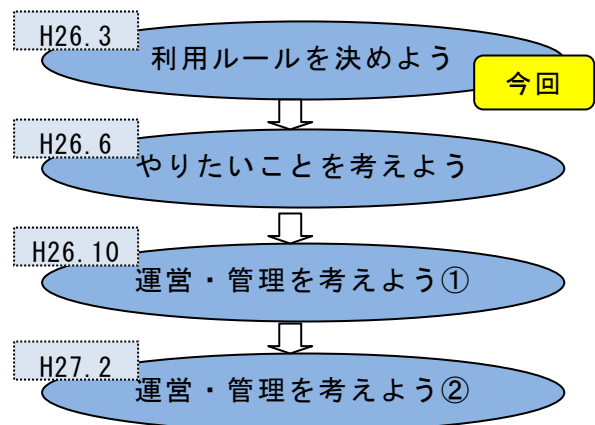 H26.3
利用ルールを決めよう
今回
H26.6
やりたいことを考えよう
H26.10
運営・管理を考えよう①
H27.2
運営・管理を考えよう②